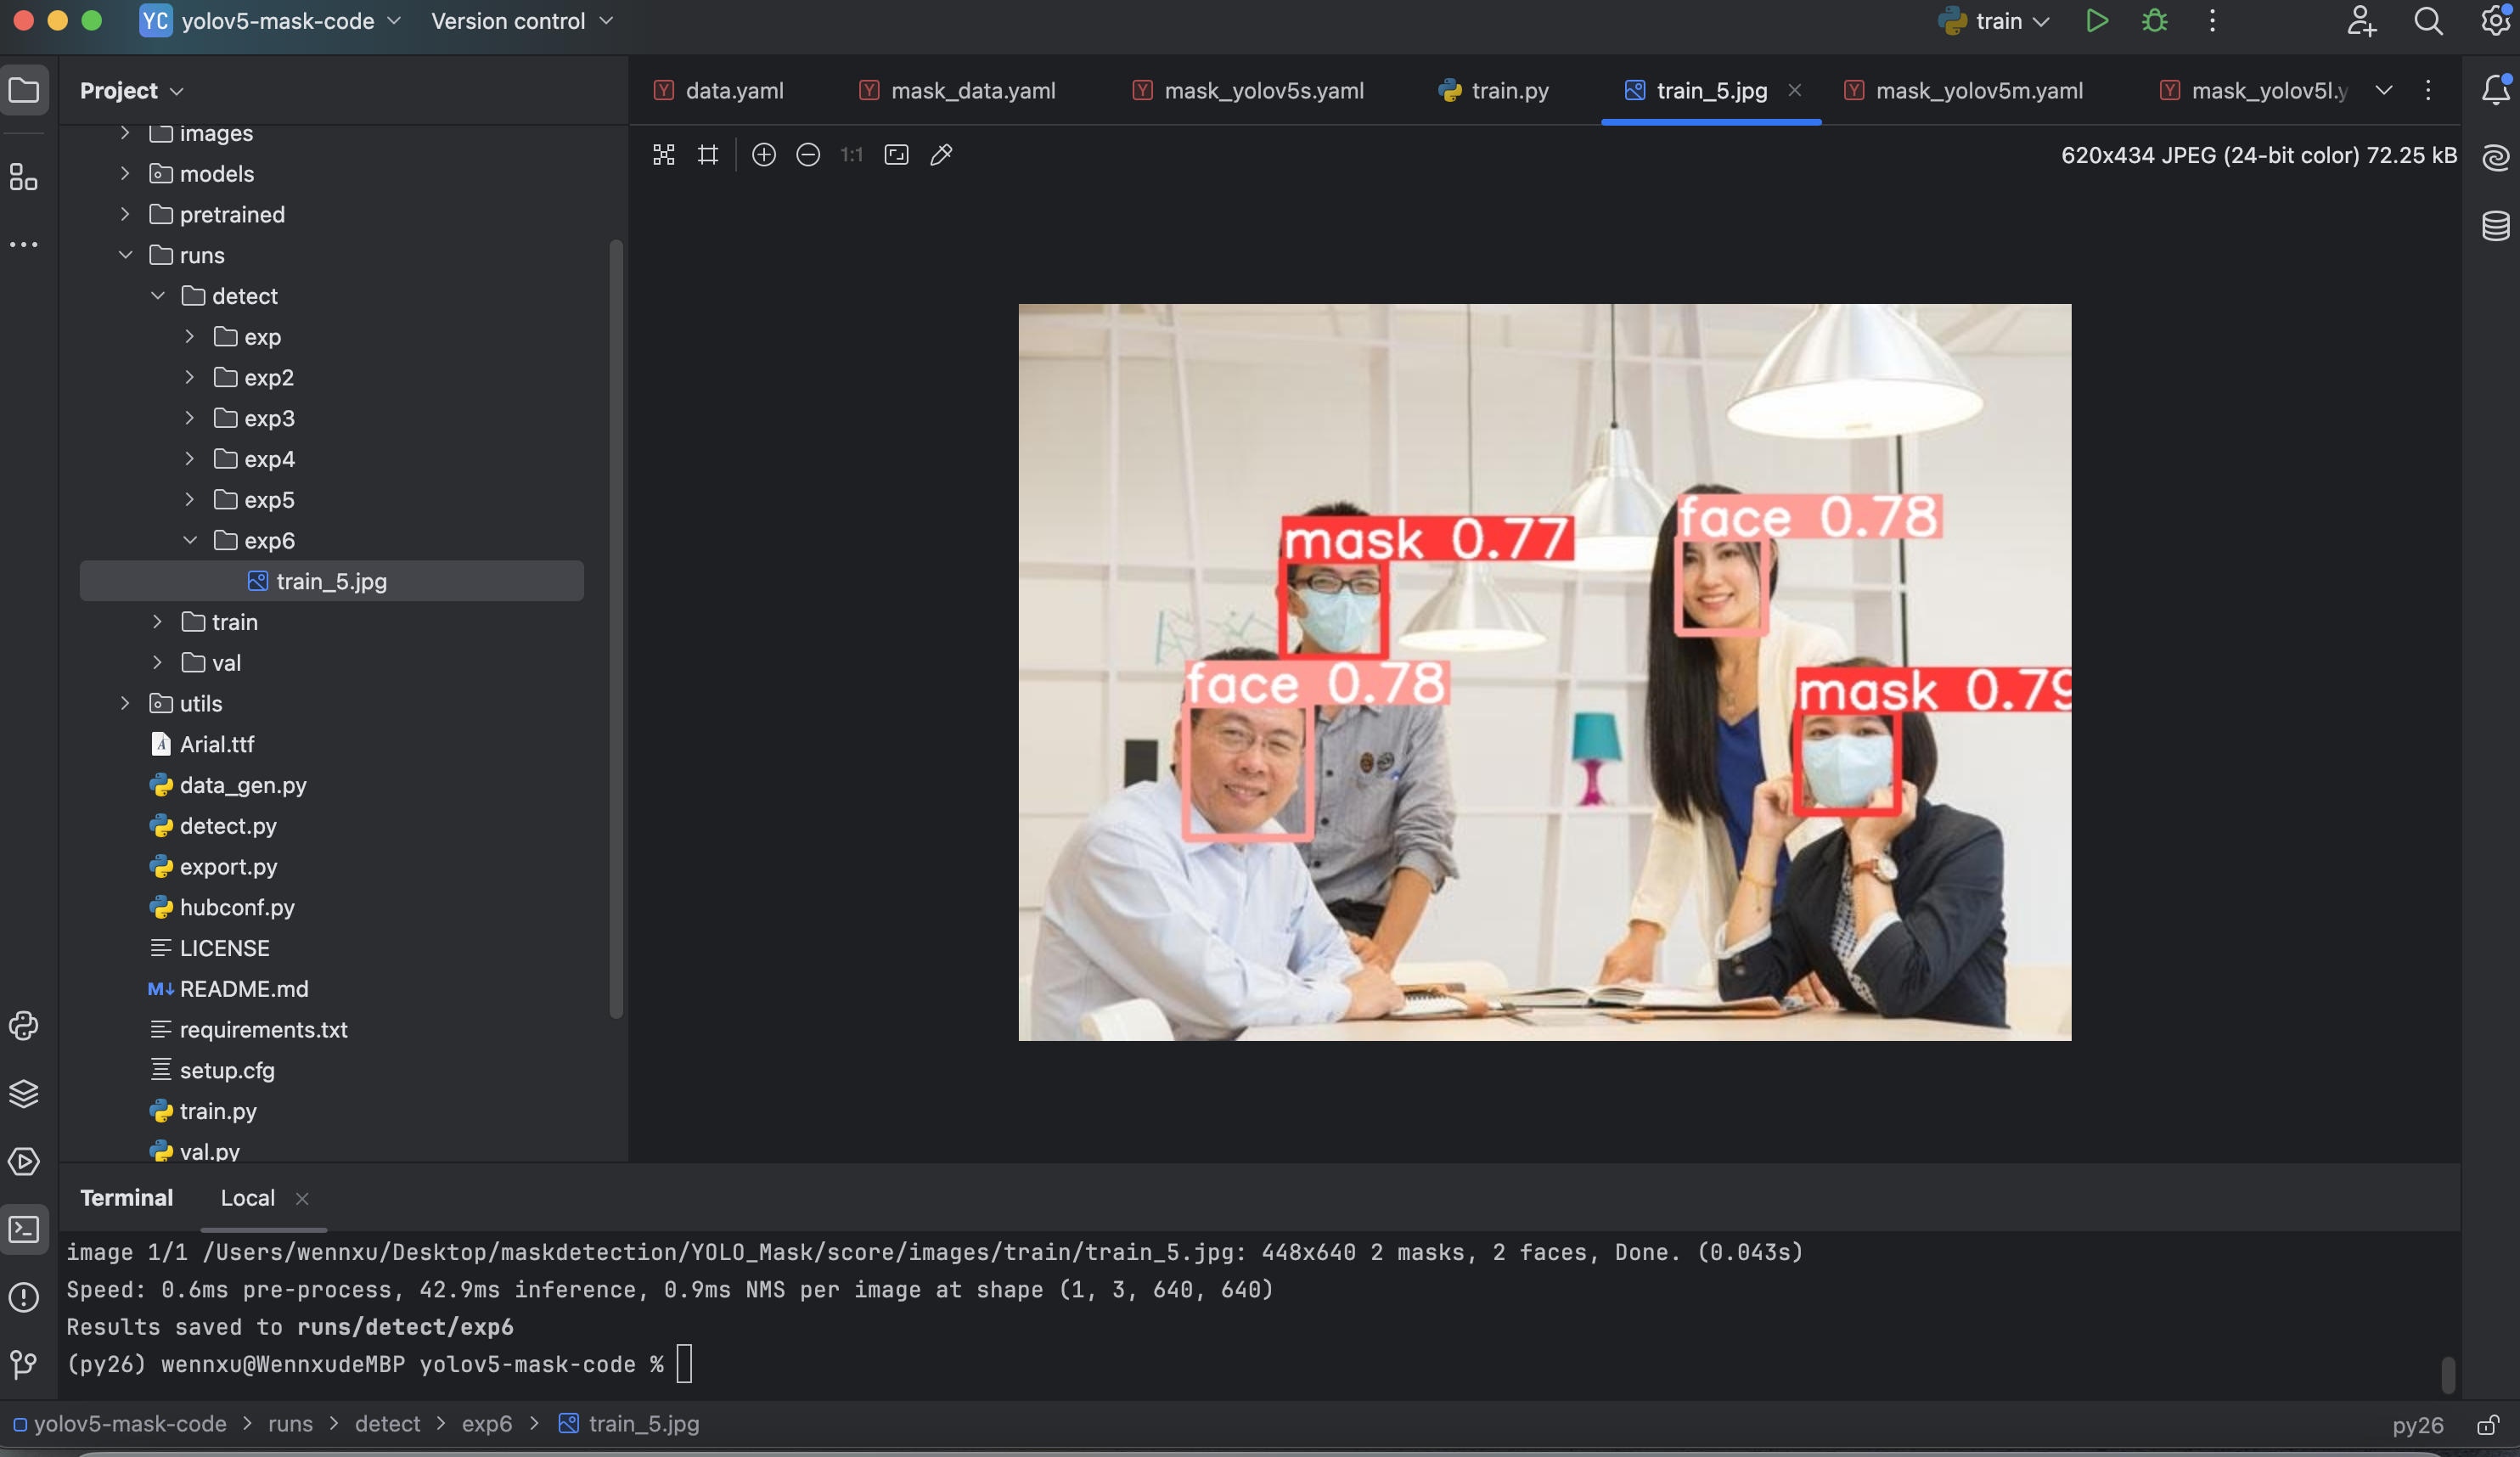 YC yolov5-mask-code Version control train
Project
images
models
pretrained
runs
detect
exp
exp2
exp3
exp4
exp5
exp6
train_5.jpg
train
val
utils
Arial.ttf
data_gen.py
detect.py
export.py
hubconf.py
LICENSE
M↓ README.md
requirements.txt
setup.cfg
train.py
val.py
Y data.yaml Y mask_data.yaml Y mask_yolov5s.yaml train.py train_5.jpg Y mask_yolov5m.yaml Y mask_yolov5l.y
1:1 620x434 JPEG (24-bit color) 72.25 kB
mask 0.77
face 0.78
face 0.78
mask 0.79
Terminal Local
image 1/1 /Users/wennxu/Desktop/maskdetection/YOLO_Mask/score/images/train/train_5.jpg: 448x640 2 masks, 2 faces, Done. (0.043s)
Speed: 0.6ms pre-process, 42.9ms inference, 0.9ms NMS per image at shape (1, 3, 640, 640)
Results saved to runs/detect/exp6
(py26) wennxu@WennxudeMBP yolov5-mask-code %
yolov5-mask-code > runs > detect > exp6 > train_5.jpg py26